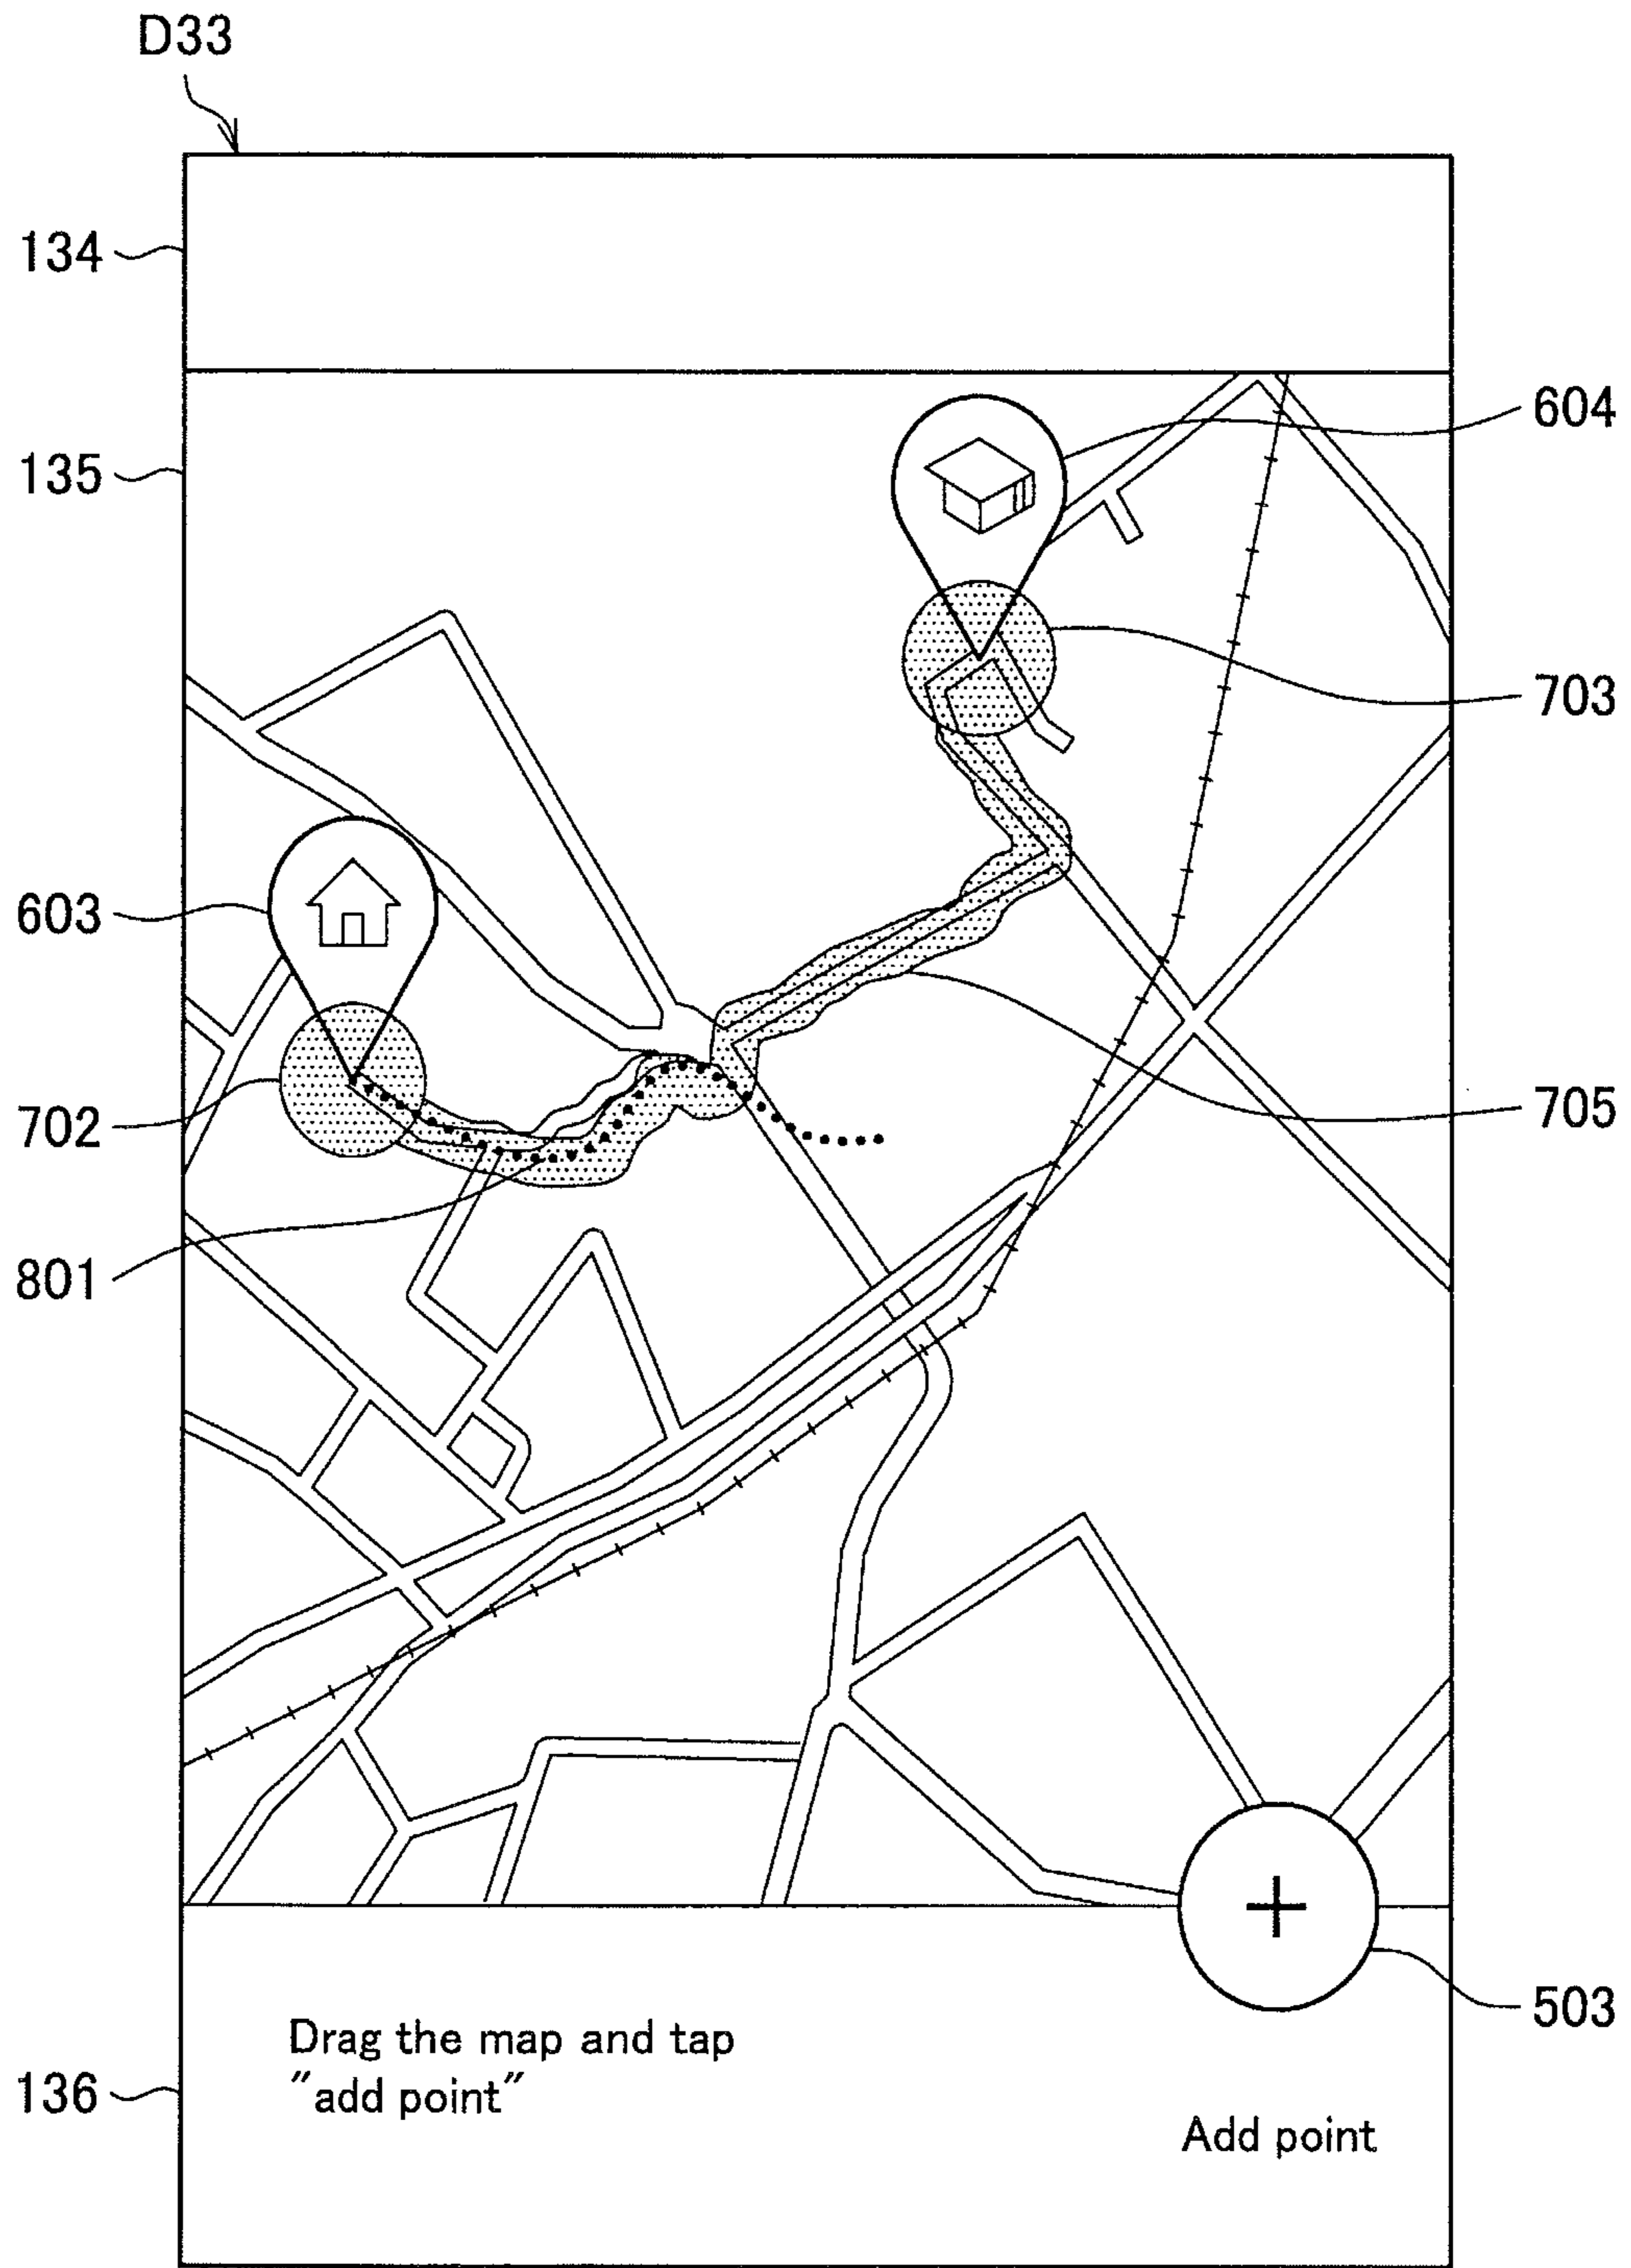 D33
134
604
135
703
603
702
705
801
503
Drag the map and tap
"add point"
136
Add point